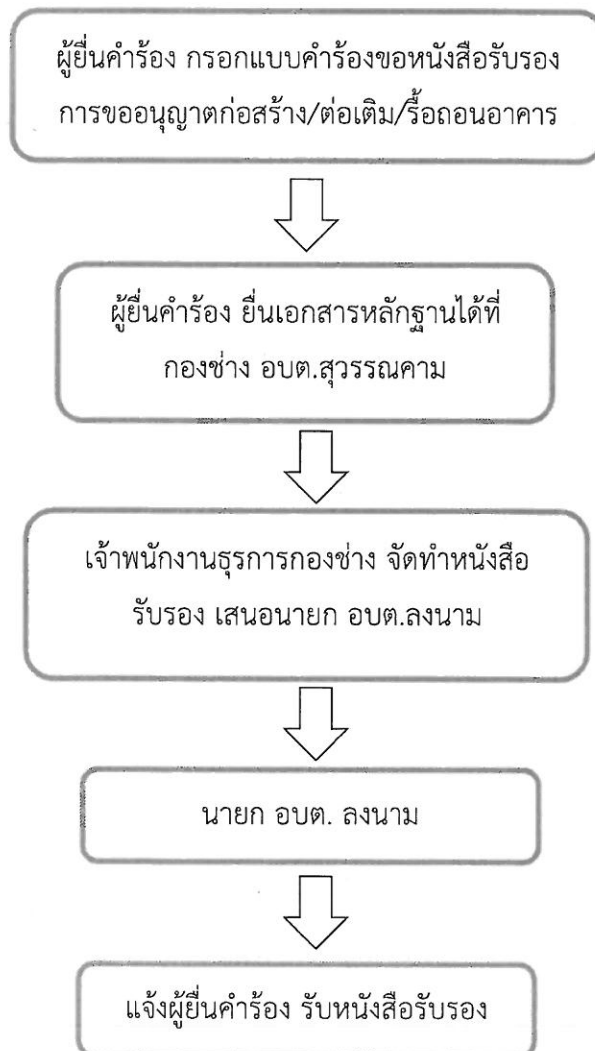 ผู้ยื่นคำร้อง กรอกแบบคำร้องขอหนังสือรับรอง
การขออนุญาตก่อสร้าง/ต่อเติม/รื้อถอนอาคาร
ผู้ยื่นคำร้อง ยื่นเอกสารหลักฐานได้ที่
กองช่าง อบต.สุวรรณคาม
เจ้าพนักงานธุรการกองช่าง จัดทำหนังสือ
รับรอง เสนอนายก อบต.ลงนาม
นายก อบต. ลงนาม
แจ้งผู้ยื่นคำร้อง รับหนังสือรับรอง